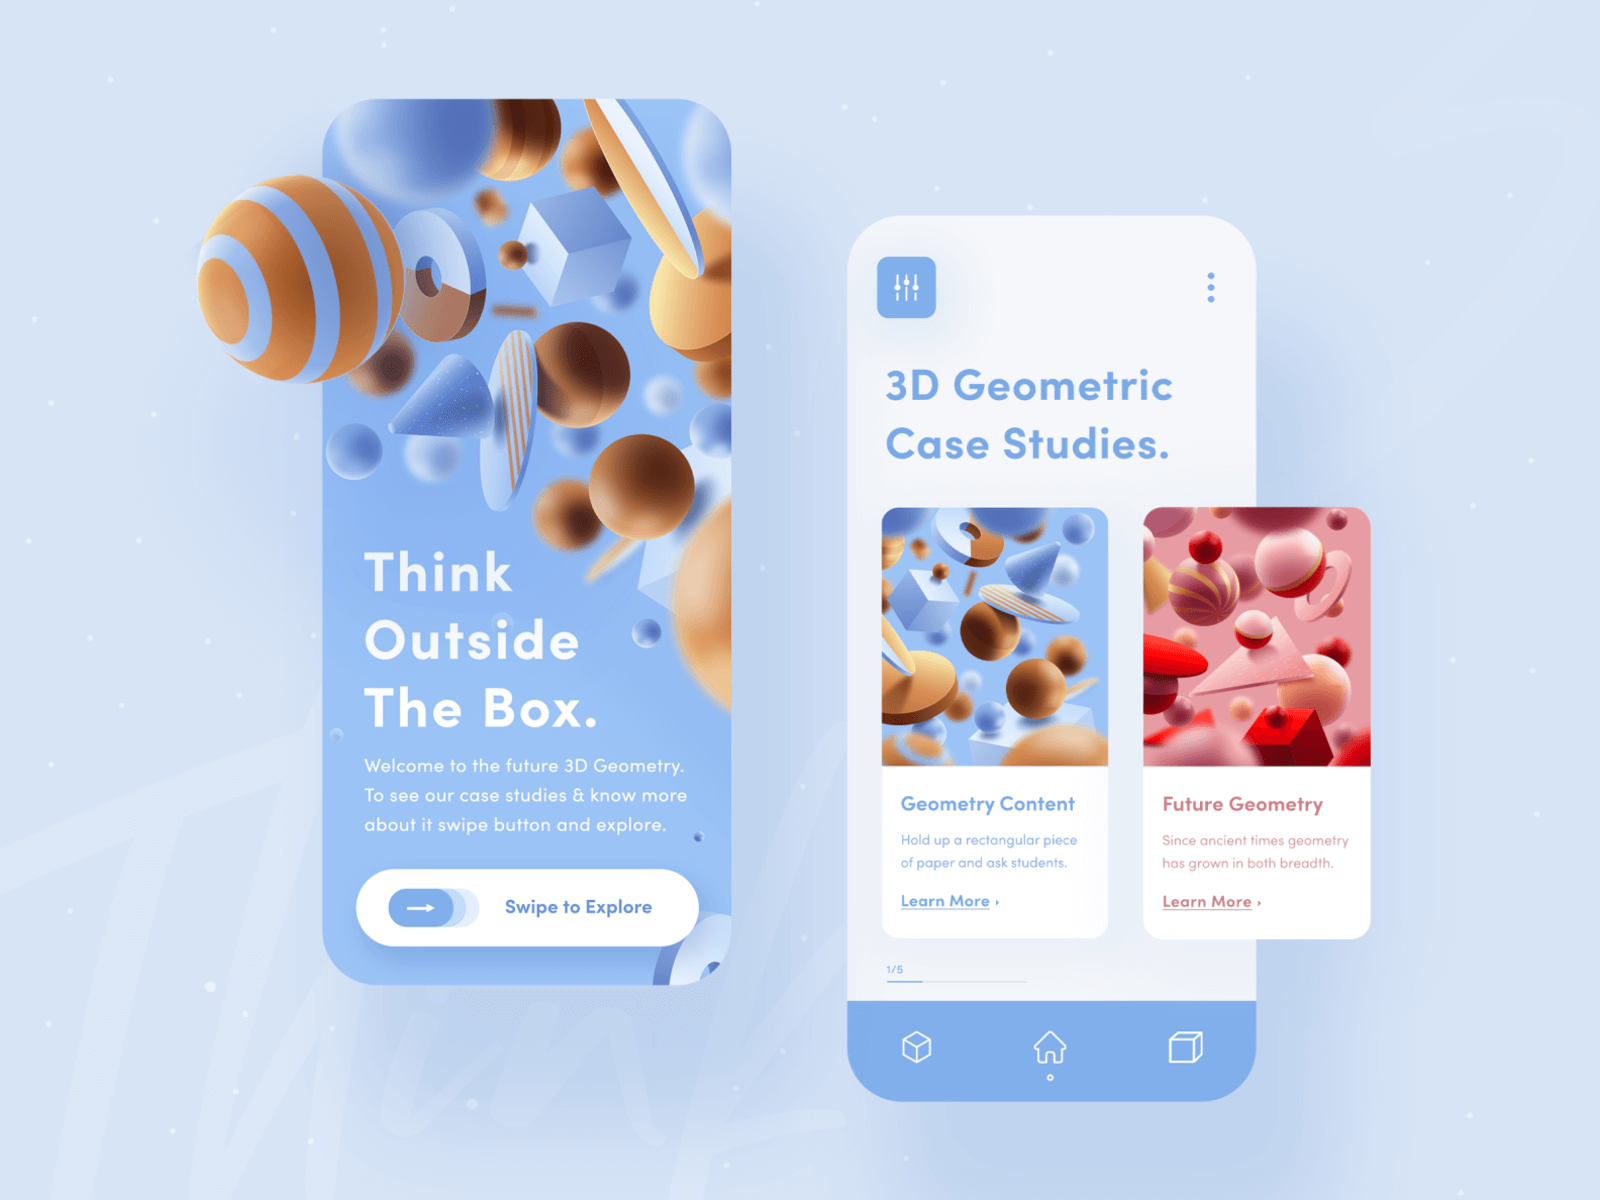 Think
Outside
The Box.
Welcome to the future 3D Geometry.
To see our case studies & know more
about it swipe button and explore.
Swipe to Explore
3D Geometric
Case Studies.
Geometry Content
Hold up a rectangular piece
of paper and ask students.
Learn More
Future Geometry
Since ancient times geometry
has grown in both breadth.
Learn More
1/5
Think